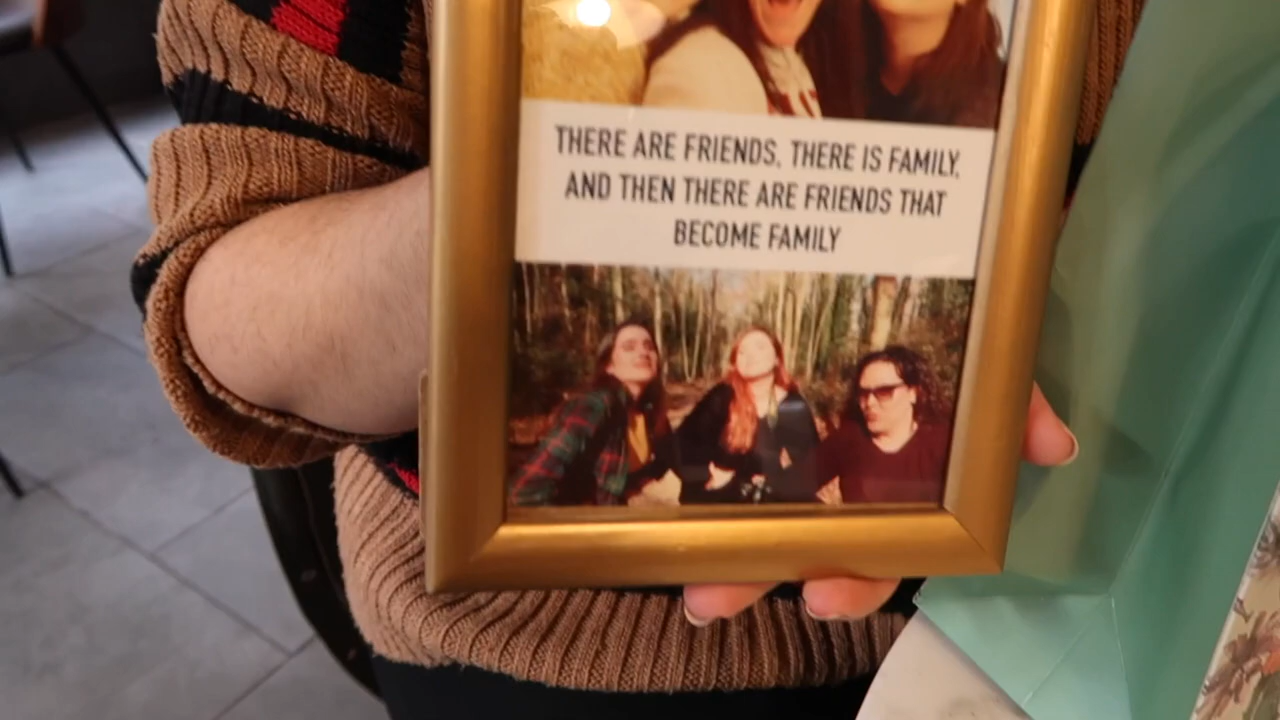 THERE ARE FRIENDS, THERE IS FAMILY,
AND THEN THERE ARE FRIENDS THAT
BECOME FAMILY